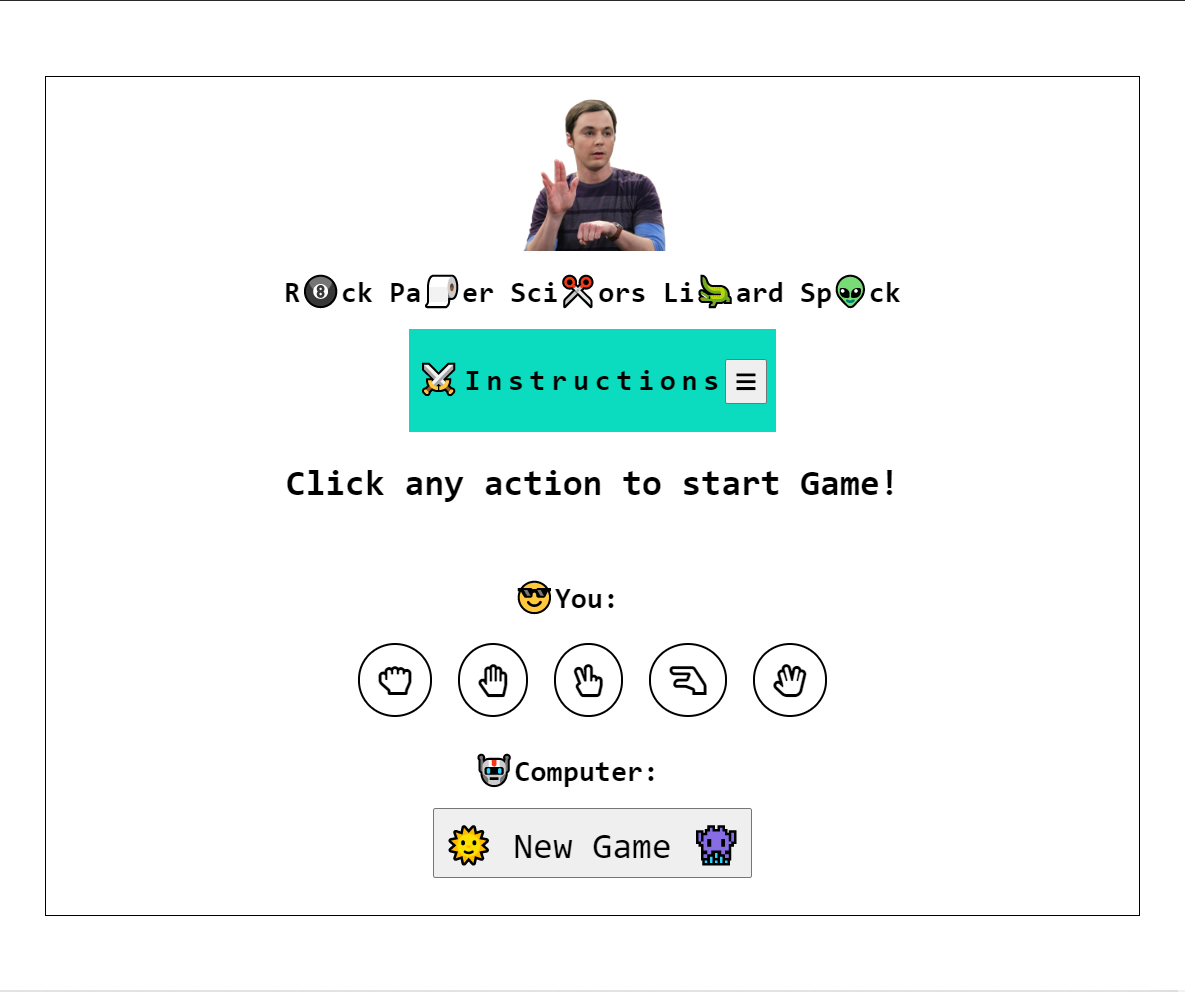 R🎱ck Pa🧻er Sci✂ors Li🐊ard Sp👽ck
⚔Instructions☰
Click any action to start Game!
😎You:
🤖Computer:
🌞 New Game 👾